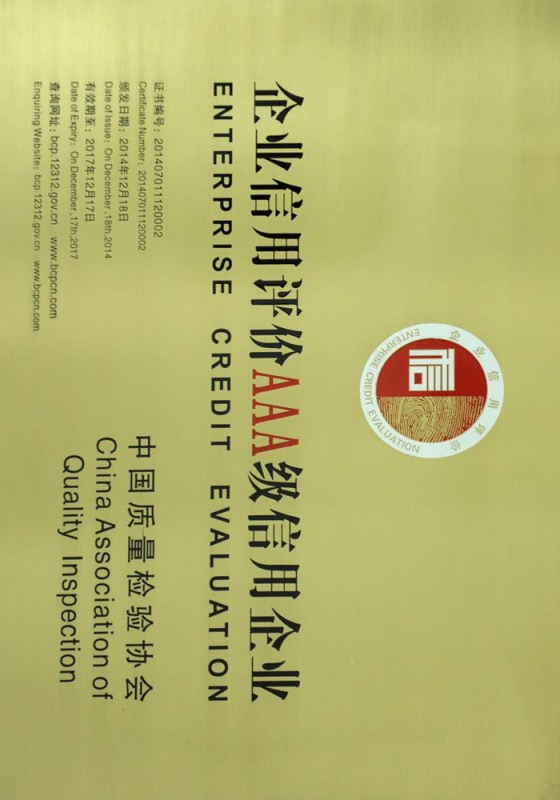 企业信用评价
ENTERPRISE CREDIT EVALUATION
信
企业信用评价AAA级信用企业
ENTERPRISE CREDIT EVALUATION
证书编号：201407011120002
Certificate Number：201407011120002
颁发日期：2014年12月18日
Date of Issue：On December ,18th,2014
有效期至：2017年12月17日
Date of Expiry：On December ,17th,2017
查询网址：bcp.12312.gov.cn www.bcpcn.com
Enquiring Website：bcp.12312.gov.cn www.bcpcn.com
中国质量检验协会
China Association of
Quality Inspection